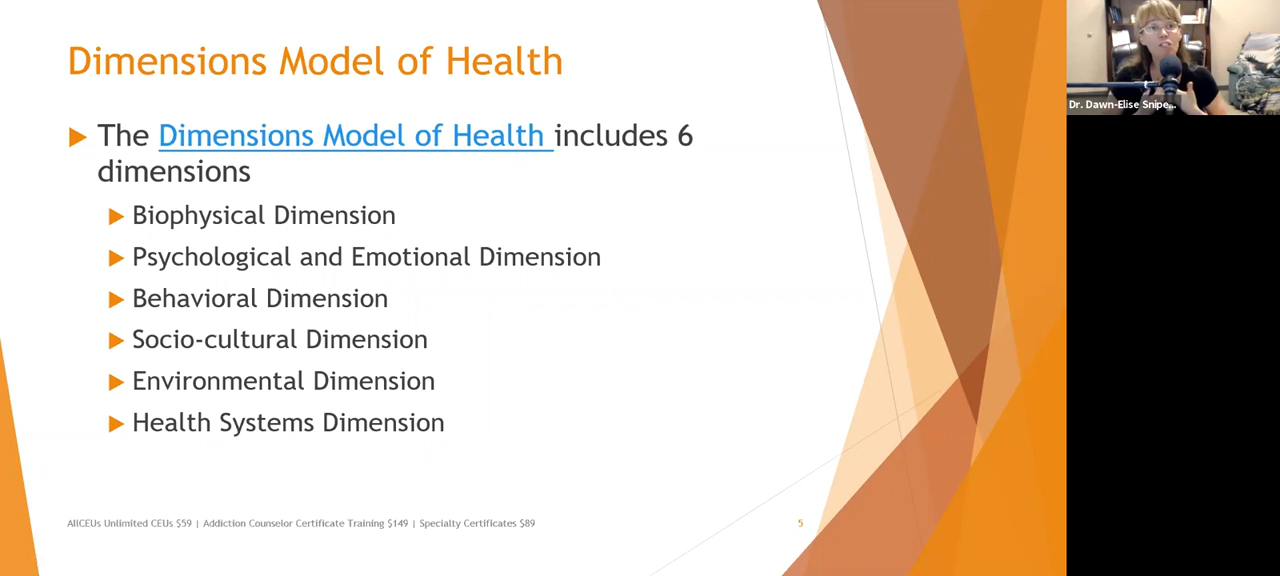 Dimensions Model of Health
The Dimensions Model of Health includes 6
dimensions
Biophysical Dimension
Psychological and Emotional Dimension
Behavioral Dimension
Socio-cultural Dimension
Environmental Dimension
Health Systems Dimension
AllCEUs Unlimited CEUs $59 | Addiction Counselor Certificate Training $149 | Specialty Certificates $89
5
Dr. Dawn-Elise Snipe...